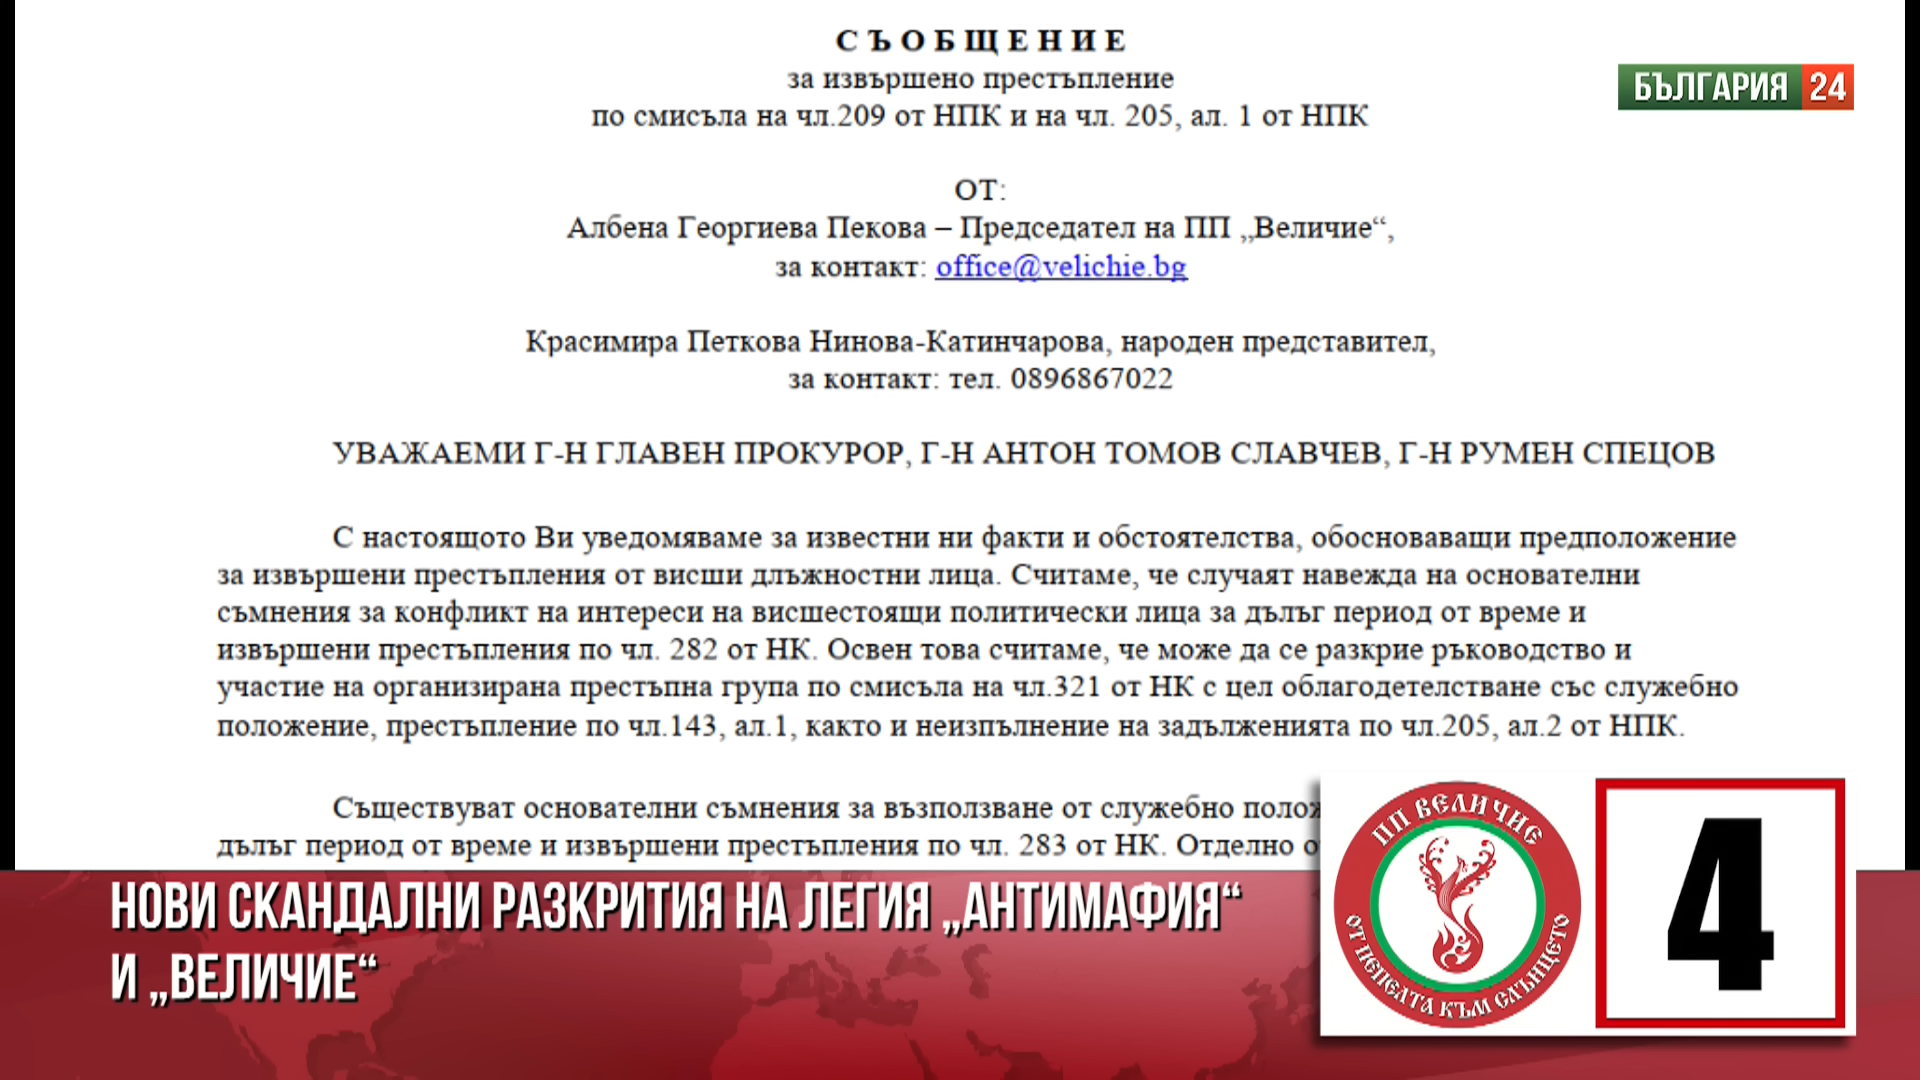 СЪОБЩЕНИЕ
за извършено престъпление
по смисъла на чл.209 от НПК и на чл. 205, ал. 1 от НПК
БЪЛГАРИЯ 24
ОТ:
Албена Георгиева Пекова – Председател на ПП „Величие“,
за контакт: office@velichie.bg
Красимира Петкова Нинова-Катинчарова, народен представител,
за контакт: тел. 0896867022
УВАЖАЕМИ Г-Н ГЛАВЕН ПРОКУРОР, Г-Н АНТОН ТОМОВ СЛАВЧЕВ, Г-Н РУМЕН СПЕЦОВ
С настоящото Ви уведомяваме за известни ни факти и обстоятелства, обосноваващи предположение
за извършени престъпления от висши длъжностни лица. Считаме, че случаят навежда на основателни
съмнения за конфликт на интереси на висшестоящи политически лица за дълъг период от време и
извършени престъпления по чл. 282 от НК. Освен това считаме, че може да се разкрие ръководство и
участие на организирана престъпна група по смисъла на чл.321 от НК с цел облагодетелстване със служебно
положение, престъпление по чл.143, ал.1, както и неизпълнение на задълженията по чл.205, ал.2 от НПК.
Съществуват основателни съмнения за възползване от служебно
дълъг период от време и извършени престъпления по чл. 283 от НК. Отделно
НОВИ СКАНДАЛНИ РАЗКРИТИЯ НА ЛЕГИЯ „АНТИМАФИЯ“
И „ВЕЛИЧИЕ“
ПП ВЕЛИЧИЕ
ОТ ПЕПЕЛТА КЪМ СЛЪНЦЕТО
4